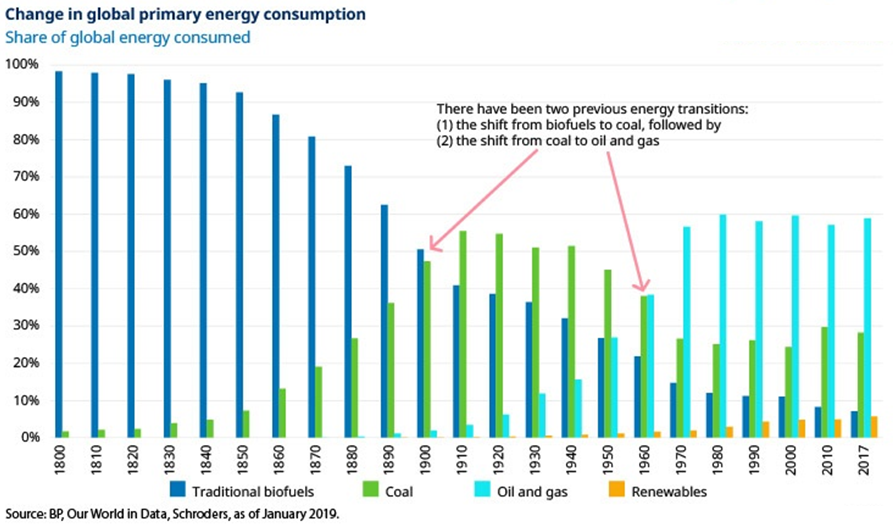 Change in global primary energy consumption
Share of global energy consumed
100%
90%
80%
70%
60%
50%
40%
30%
20%
10%
0%
There have been two previous energy transitions:
(1) the shift from biofuels to coal, followed by
(2) the shift from coal to oil and gas
1800 1810 1820 1830 1840 1850 1860 1870 1880 1890 1900 1910 1920 1930 1940 1950 1960 1970 1980 1990 2000 2010 2017
Traditional biofuels Coal Oil and gas Renewables
Source: BP, Our World in Data, Schroders, as of January 2019.